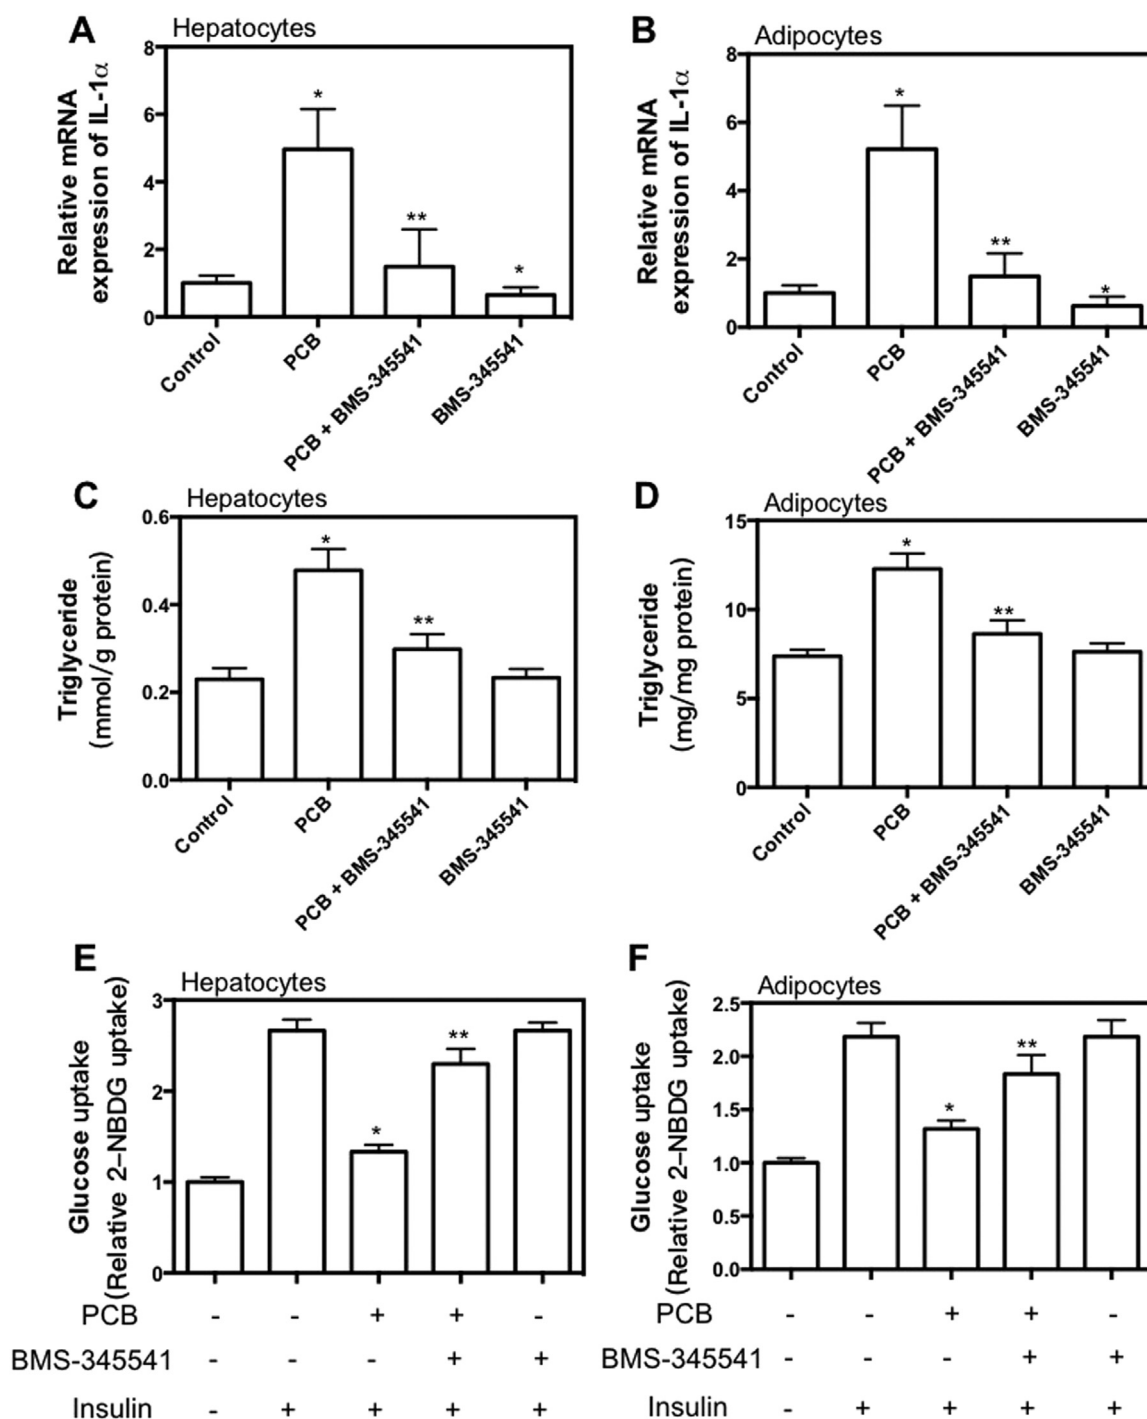 A Hepatocytes
Relative mRNA
expression of IL-1α
8
6
4
2
0
*
**
*
Control
PCB
PCB + BMS-345541
BMS-345541
B Adipocytes
Relative mRNA
expression of IL-1α
8
6
4
2
0
*
**
*
Control
PCB
PCB + BMS-345541
BMS-345541
C Hepatocytes
Triglyceride
(mmol/g protein)
0.6
0.4
0.2
0.0
*
**
Control
PCB
PCB + BMS-345541
BMS-345541
D Adipocytes
Triglyceride
(mg/mg protein)
15
10
5
0
*
**
Control
PCB
PCB + BMS-345541
BMS-345541
E Hepatocytes
Glucose uptake
(Relative 2–NBDG uptake)
3
2
1
0
*
**
PCB - - + + -
BMS-345541 - - - + +
Insulin - + + + +
F Adipocytes
Glucose uptake
(Relative 2–NBDG uptake)
2.5
2.0
1.5
1.0
0.5
0.0
*
**
PCB - - + + -
BMS-345541 - - - + +
Insulin - + + + +